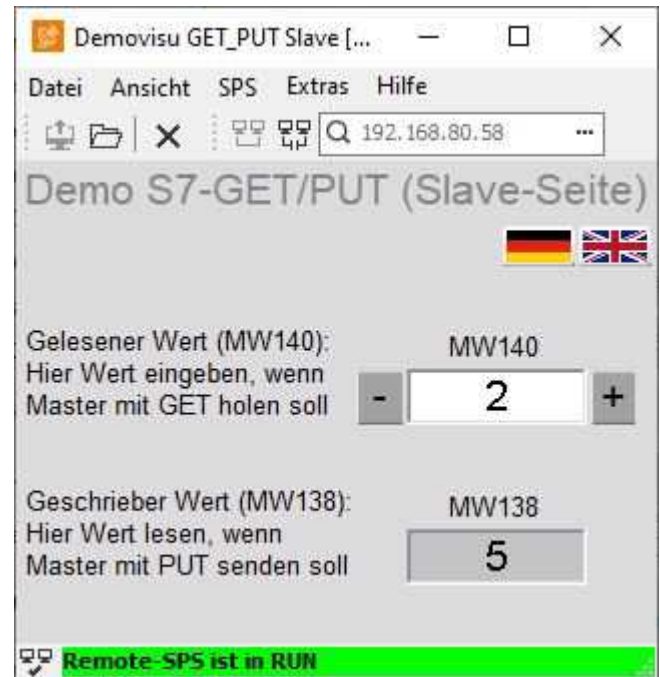 Demovisu GET_PUT Slave [...
Datei Ansicht SPS Extras Hilfe
192.168.80.58 ...
Demo S7-GET/PUT (Slave-Seite)
Gelesener Wert (MW140):
Hier Wert eingeben, wenn
Master mit GET holen soll
MW140
- 2 +
Geschrieber Wert (MW138):
Hier Wert lesen, wenn
Master mit PUT senden soll
MW138
5
Remote-SPS ist in RUN